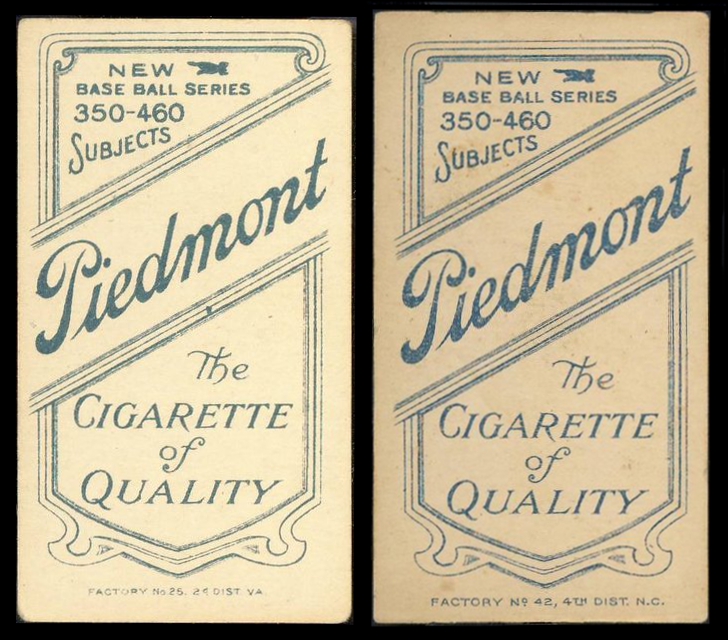 NEW
BASE BALL SERIES
350-460
SUBJECTS
Piedmont
The
CIGARETTE
of
QUALITY
FACTORY No 25, 2d DIST. VA.
NEW
BASE BALL SERIES
350-460
SUBJECTS
Piedmont
The
CIGARETTE
of
QUALITY
FACTORY No 42, 4TH DIST. N.C.